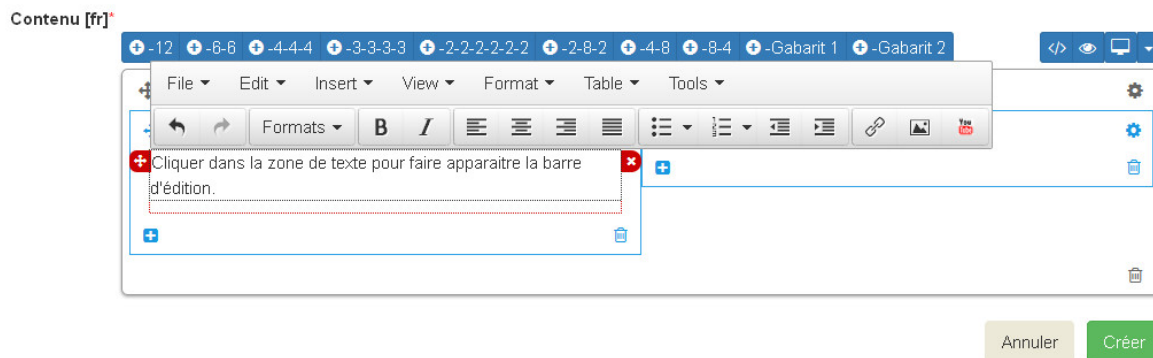 Contenu [fr]*
-12 -6-6 -4-4-4 -3-3-3-3 -2-2-2-2-2-2 -2-8-2 -4-8 -8-4 -Gabarit 1 -Gabarit 2 </>
File Edit Insert View Format Table Tools
Formats B I You Tube
Cliquer dans la zone de texte pour faire apparaitre la barre
d'édition.
Annuler Créer